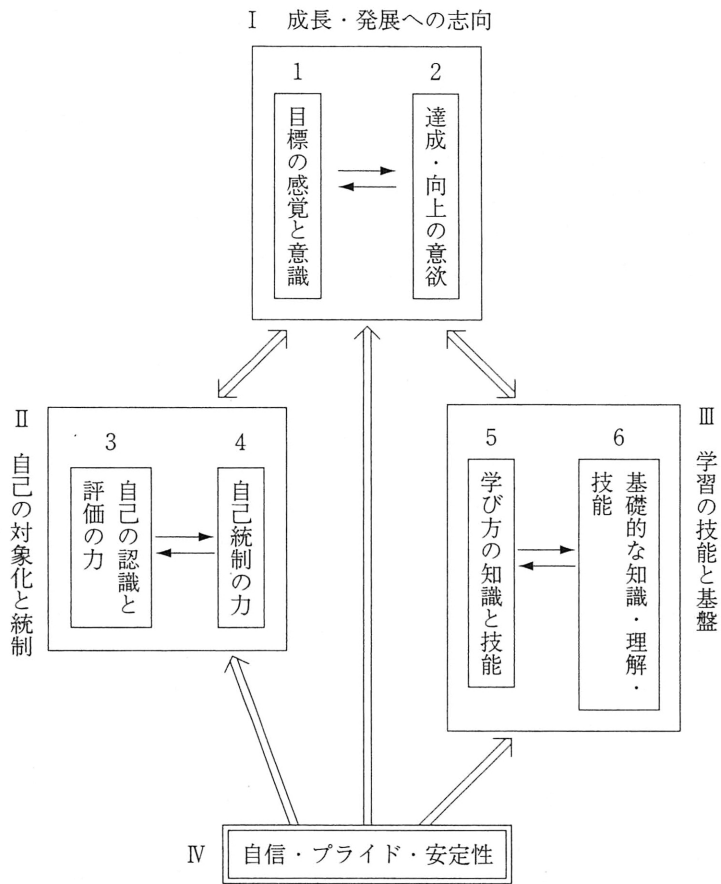 Ⅰ 成長・発展への志向
1
目標の感覚と意識
2
達成・向上の意欲
Ⅱ 自己の対象化と統制
3
自己の認識と
評価の力
4
自己統制の力
Ⅲ 学習の技能と基盤
5
学び方の知識と技能
6
基礎的な知識・理解・
技能
Ⅳ 自信・プライド・安定性